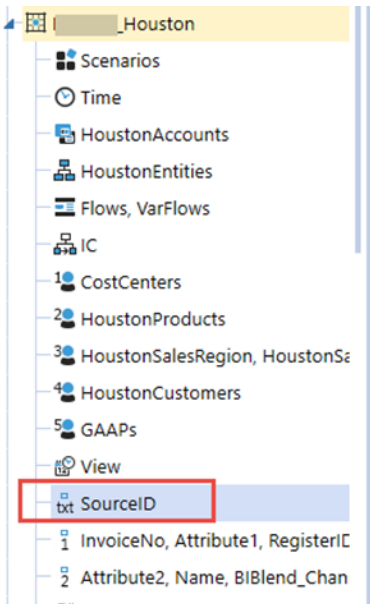 _Houston
Scenarios
Time
HoustonAccounts
HoustonEntities
Flows, VarFlows
IC
1 CostCenters
2 HoustonProducts
3 HoustonSalesRegion, HoustonSa
4 HoustonCustomers
5 GAAPs
View
txt SourceID
1 InvoiceNo, Attribute1, RegisterID
2 Attribute2, Name, BIBlend_Chan